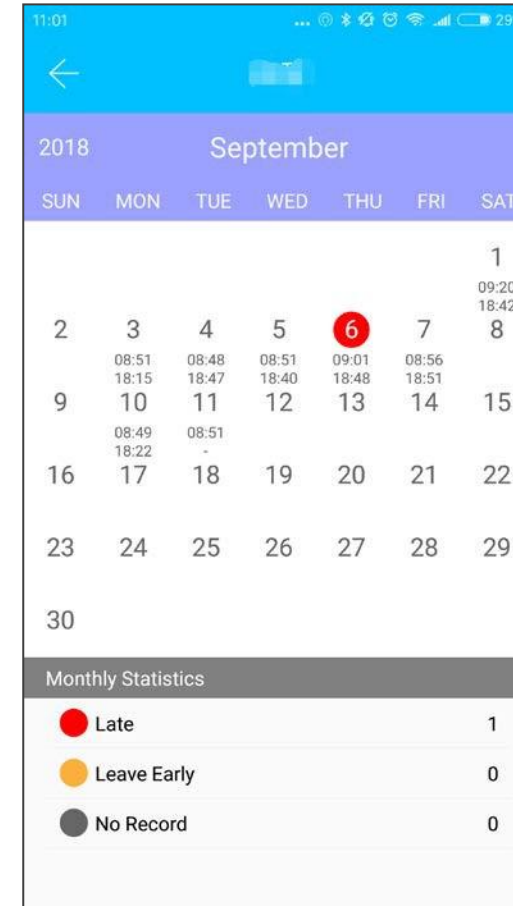 11:01 ... 29
2018 September
SUN MON TUE WED THU FRI SAT
1
09:20
18:42
2 3 4 5 6 7 8
08:51 08:48 08:51 09:01 08:56
18:15 18:47 18:40 18:48 18:51
9 10 11 12 13 14 15
08:49 08:51
18:22 -
16 17 18 19 20 21 22
23 24 25 26 27 28 29
30
Monthly Statistics
Late 1
Leave Early 0
No Record 0